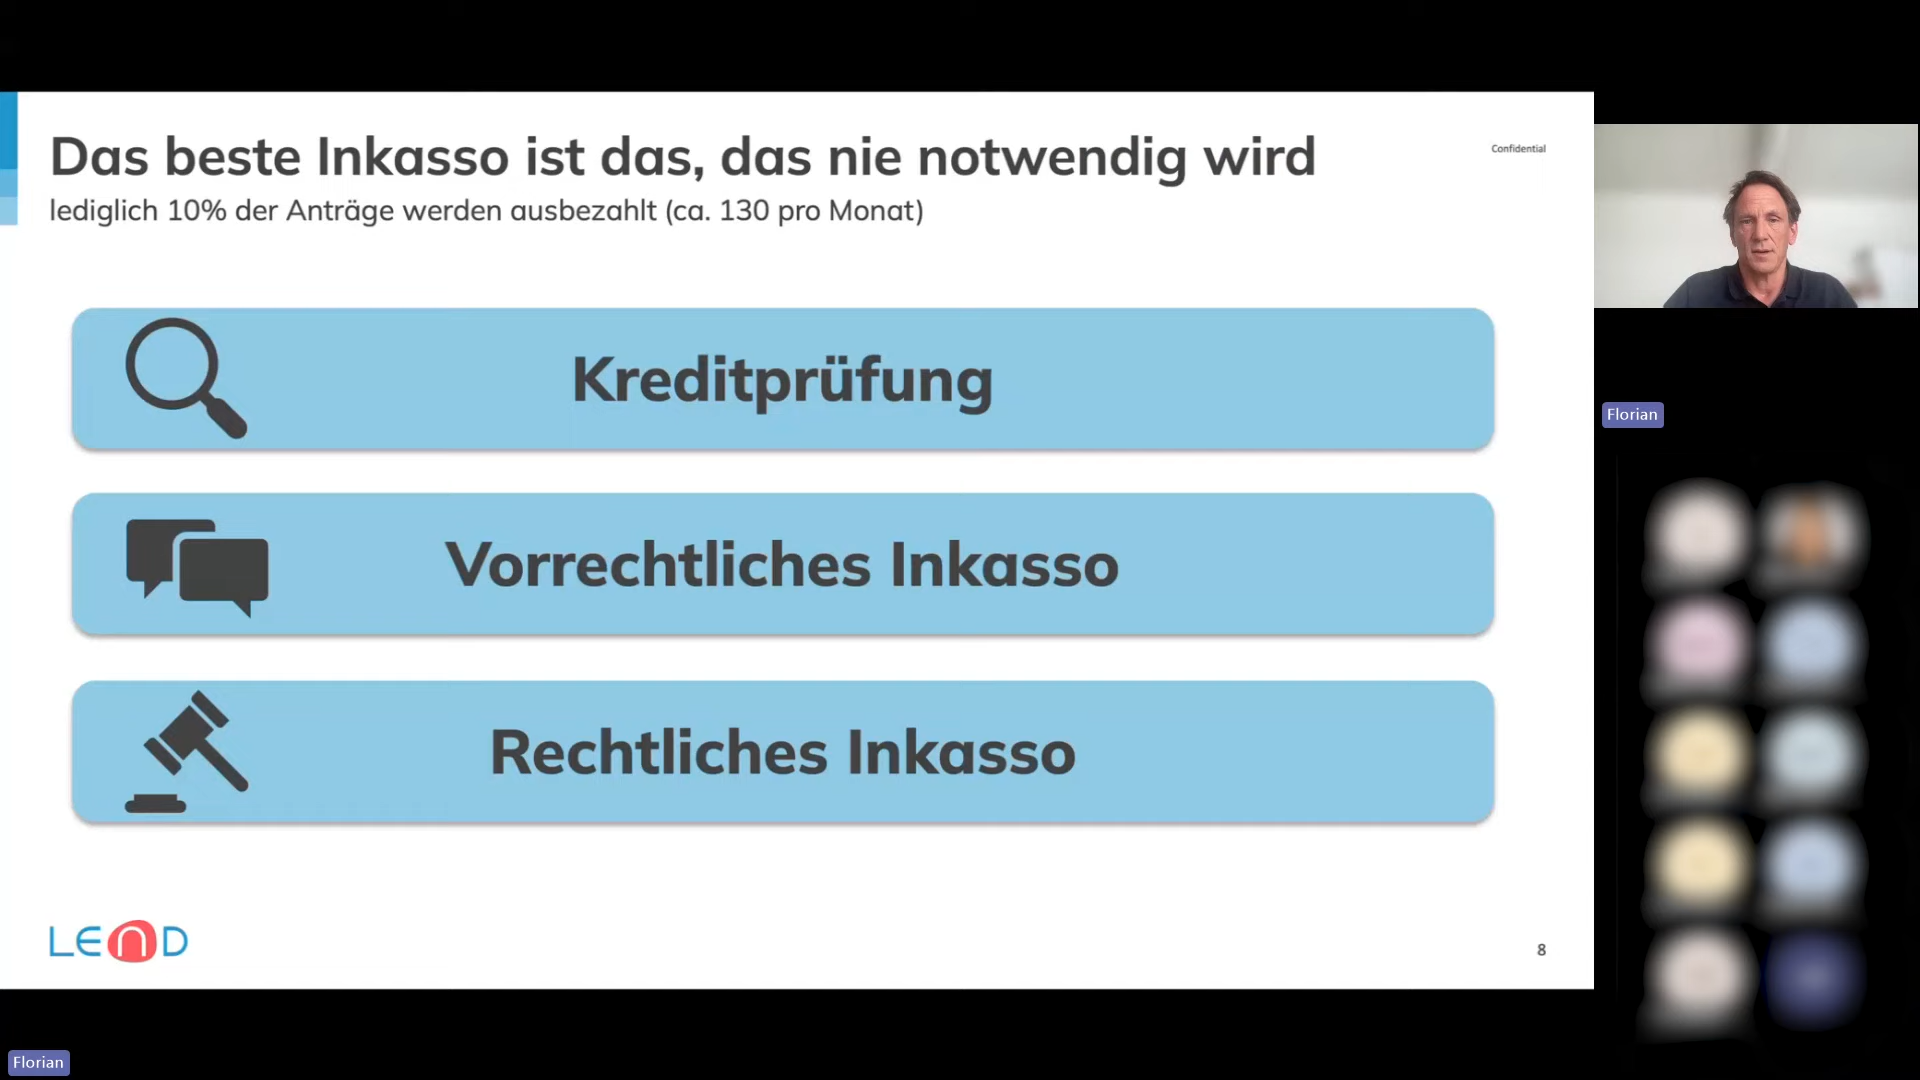 Das beste Inkasso ist das, das nie notwendig wird
Confidential
lediglich 10% der Anträge werden ausbezahlt (ca. 130 pro Monat)
Kreditprüfung
Vorrechtliches Inkasso
Rechtliches Inkasso
LEND
8
Florian
Florian